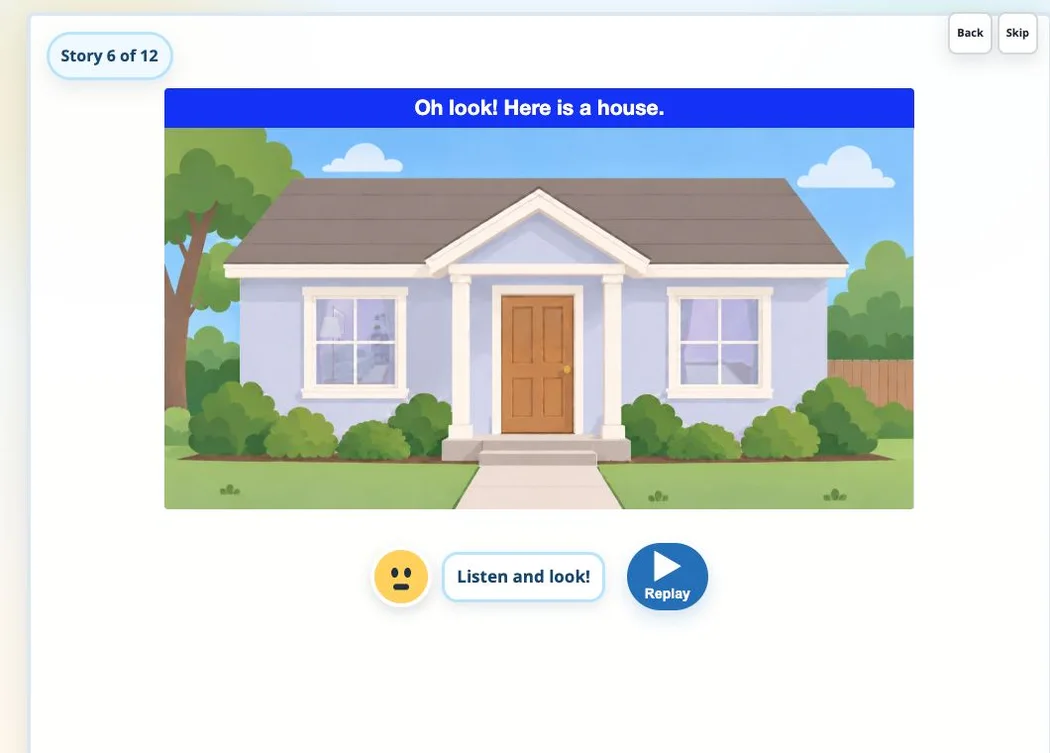 Story 6 of 12
Back
Skip
Oh look! Here is a house.
Listen and look!
Replay